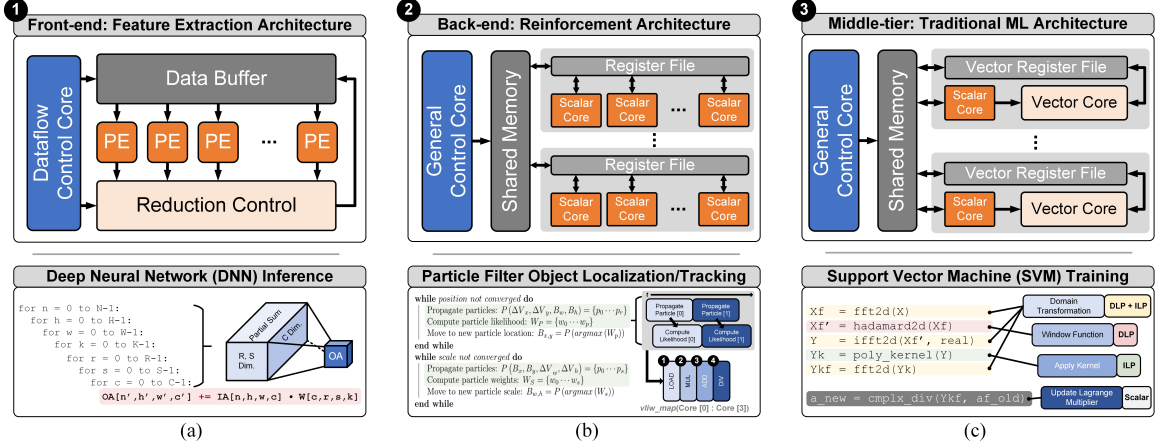 1
Front-end: Feature Extraction Architecture
Dataflow
Control Core
Data Buffer
PE PE PE ... PE
Reduction Control
Deep Neural Network (DNN) Inference
for n = 0 to N-1:
for h = 0 to H-1:
for w = 0 to W-1:
for k = 0 to K-1:
for r = 0 to R-1:
for s = 0 to S-1:
for c = 0 to C-1:
Partial Sum
C Dim.
R, S
Dim.
OA
OA[n',h',w',c'] += IA[n,h,w,c] • W[c,r,s,k]
(a)
2
Back-end: Reinforcement Architecture
General
Control Core
Shared Memory
Register File
Scalar Core Scalar Core ... Scalar Core
...
Register File
Scalar Core Scalar Core ... Scalar Core
Particle Filter Object Localization/Tracking
while position not converged do
Propagate particles: P(ΔV_x, ΔV_y, B_w, B_h) = {p_0 ⋯ p_v}
Compute particle likelihood: W_P = {w_0 ⋯ w_p}
Move to new particle location: B_{x,y} = P(argmax(W_p))
end while
while scale not converged do
Propagate particles: P(B_x, B_y, ΔV_w, ΔV_h) = {p_0 ⋯ p_s}
Compute particle weights: W_S = {w_0 ⋯ w_s}
Move to new particle scale: B_{w,h} = P(argmax(W_s))
end while
t
Propagate Particle [0]
Propagate Particle [1]
Compute Likelihood [0]
Compute Likelihood [1]
1 2 3 4
LOAD MUL ADD DIV
vliw_map(Core [0] : Core [3])
(b)
3
Middle-tier: Traditional ML Architecture
General
Control Core
Shared Memory
Vector Register File
Scalar Core
Vector Core
...
Vector Register File
Scalar Core
Vector Core
Support Vector Machine (SVM) Training
Xf = fft2d(X)
Xf' = hadamard2d(Xf)
Y = ifft2d(Xf', real)
Yk = poly_kernel(Y)
Ykf = fft2d(Yk)
a_new = cmplx_div(Ykf, af_old)
Domain Transformation DLP + ILP
Window Function DLP
Apply Kernel ILP
Update Lagrange Multiplier Scalar
(c)